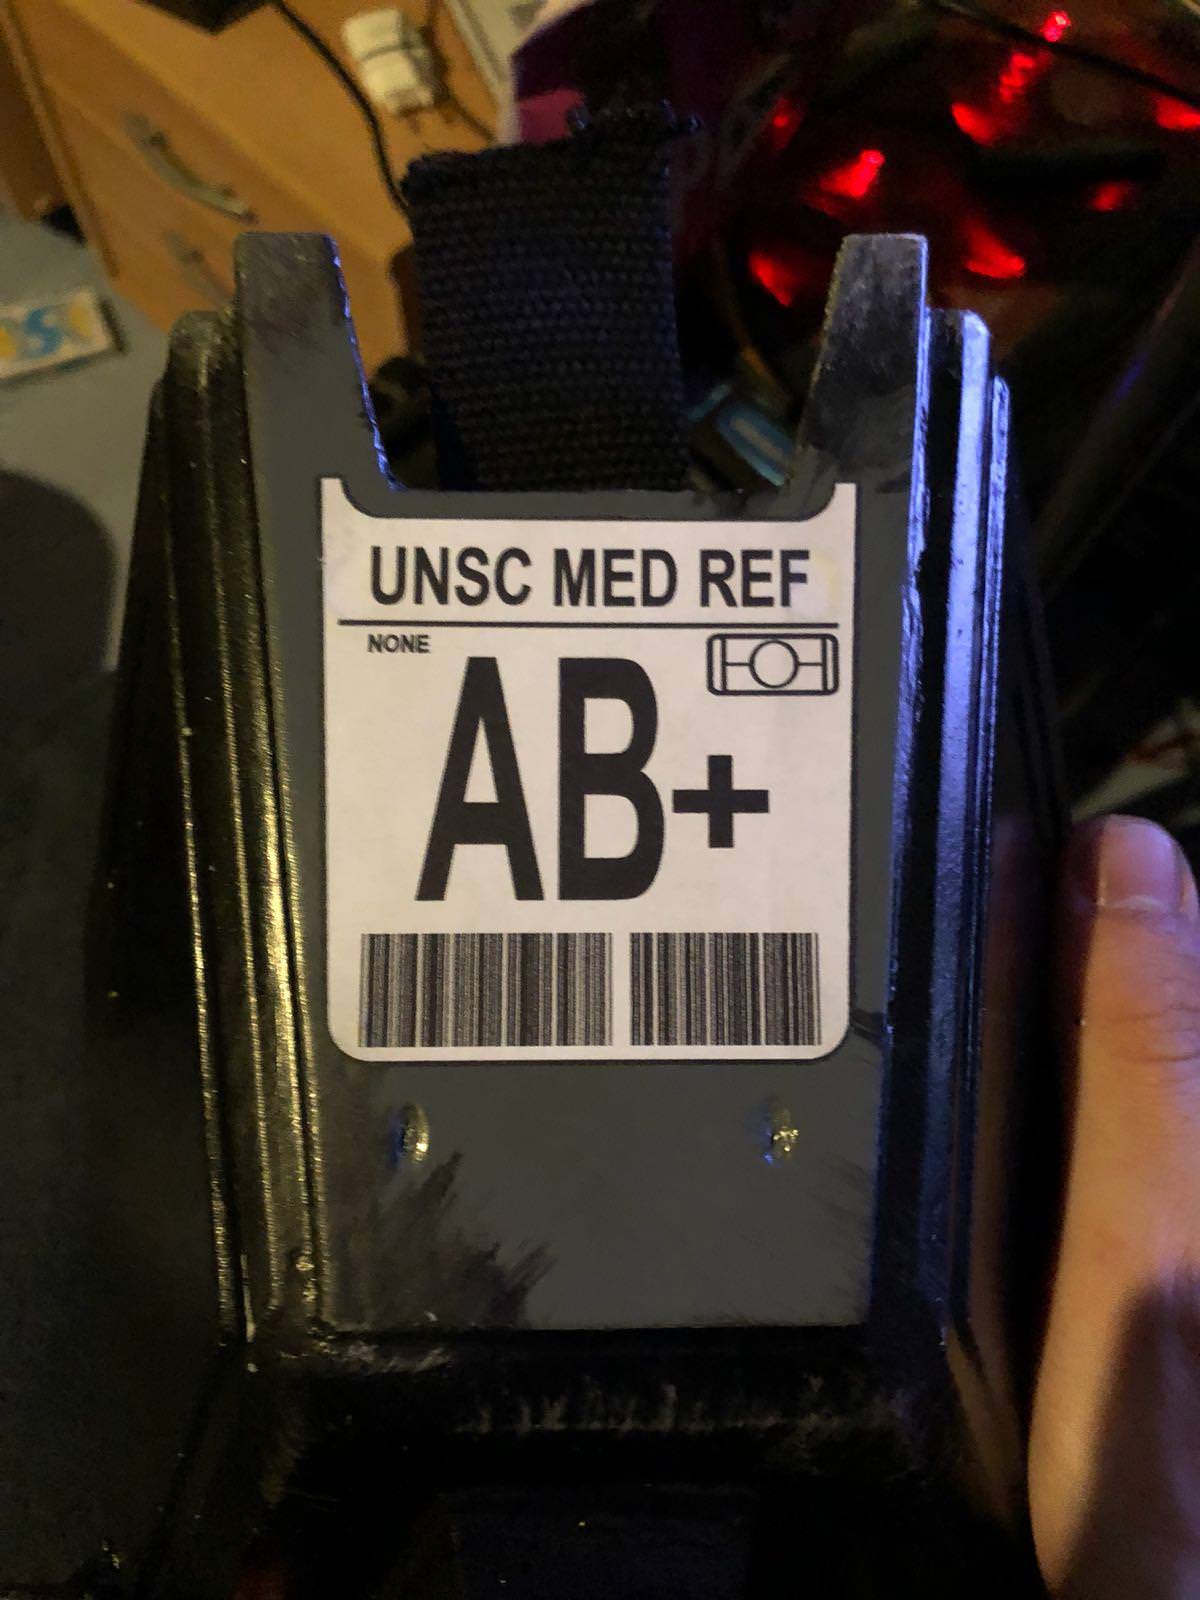 UNSC MED REF
NONE
AB+